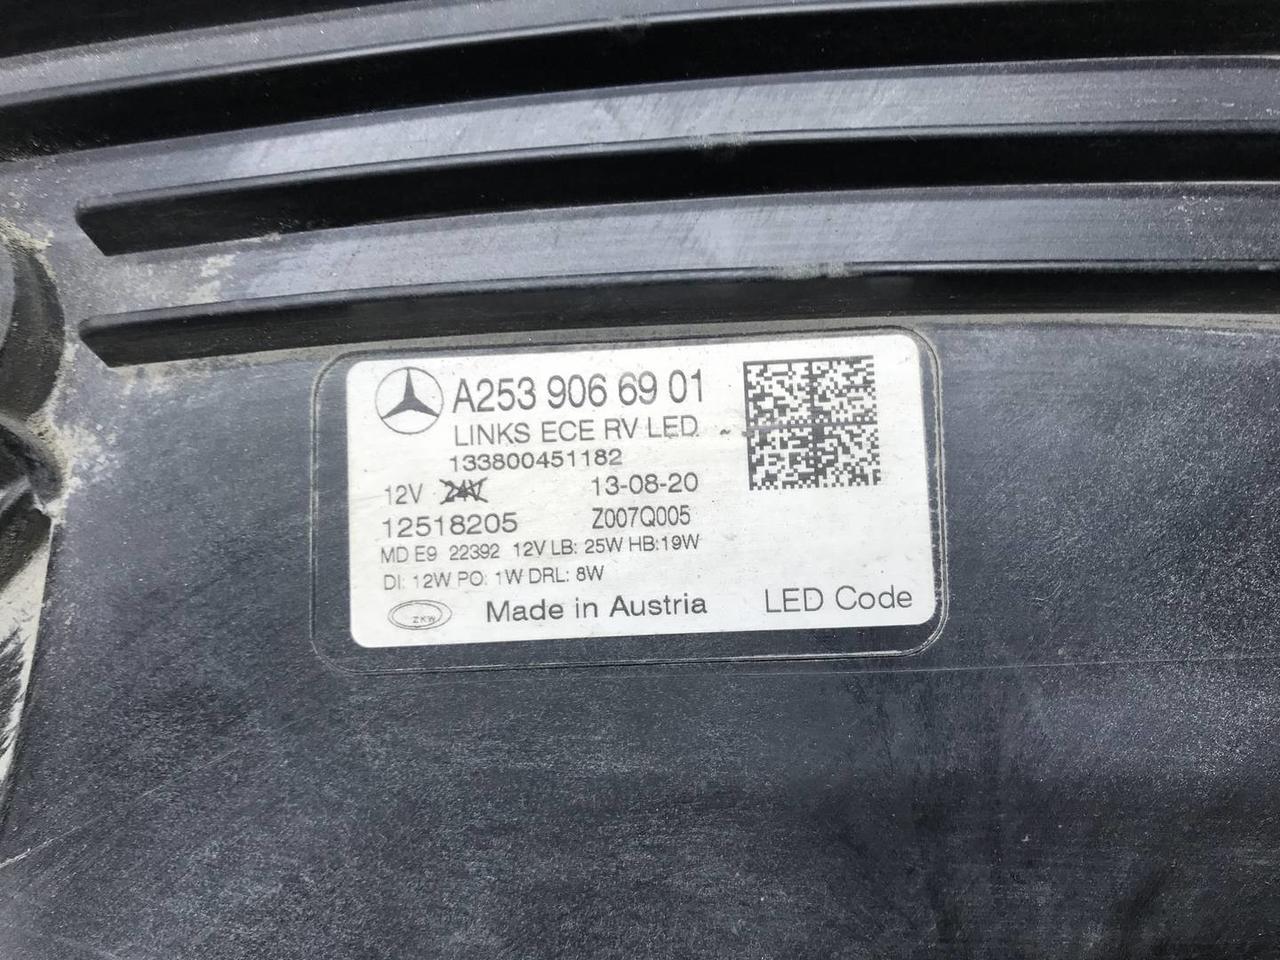 A253 906 69 01
LINKS ECE RV LED
133800451182
12V 24V 13-08-20
12518205 Z007Q005
MD E9 22392 12V LB: 25W HB:19W
DI: 12W PO: 1W DRL: 8W
ZKW Made in Austria LED Code